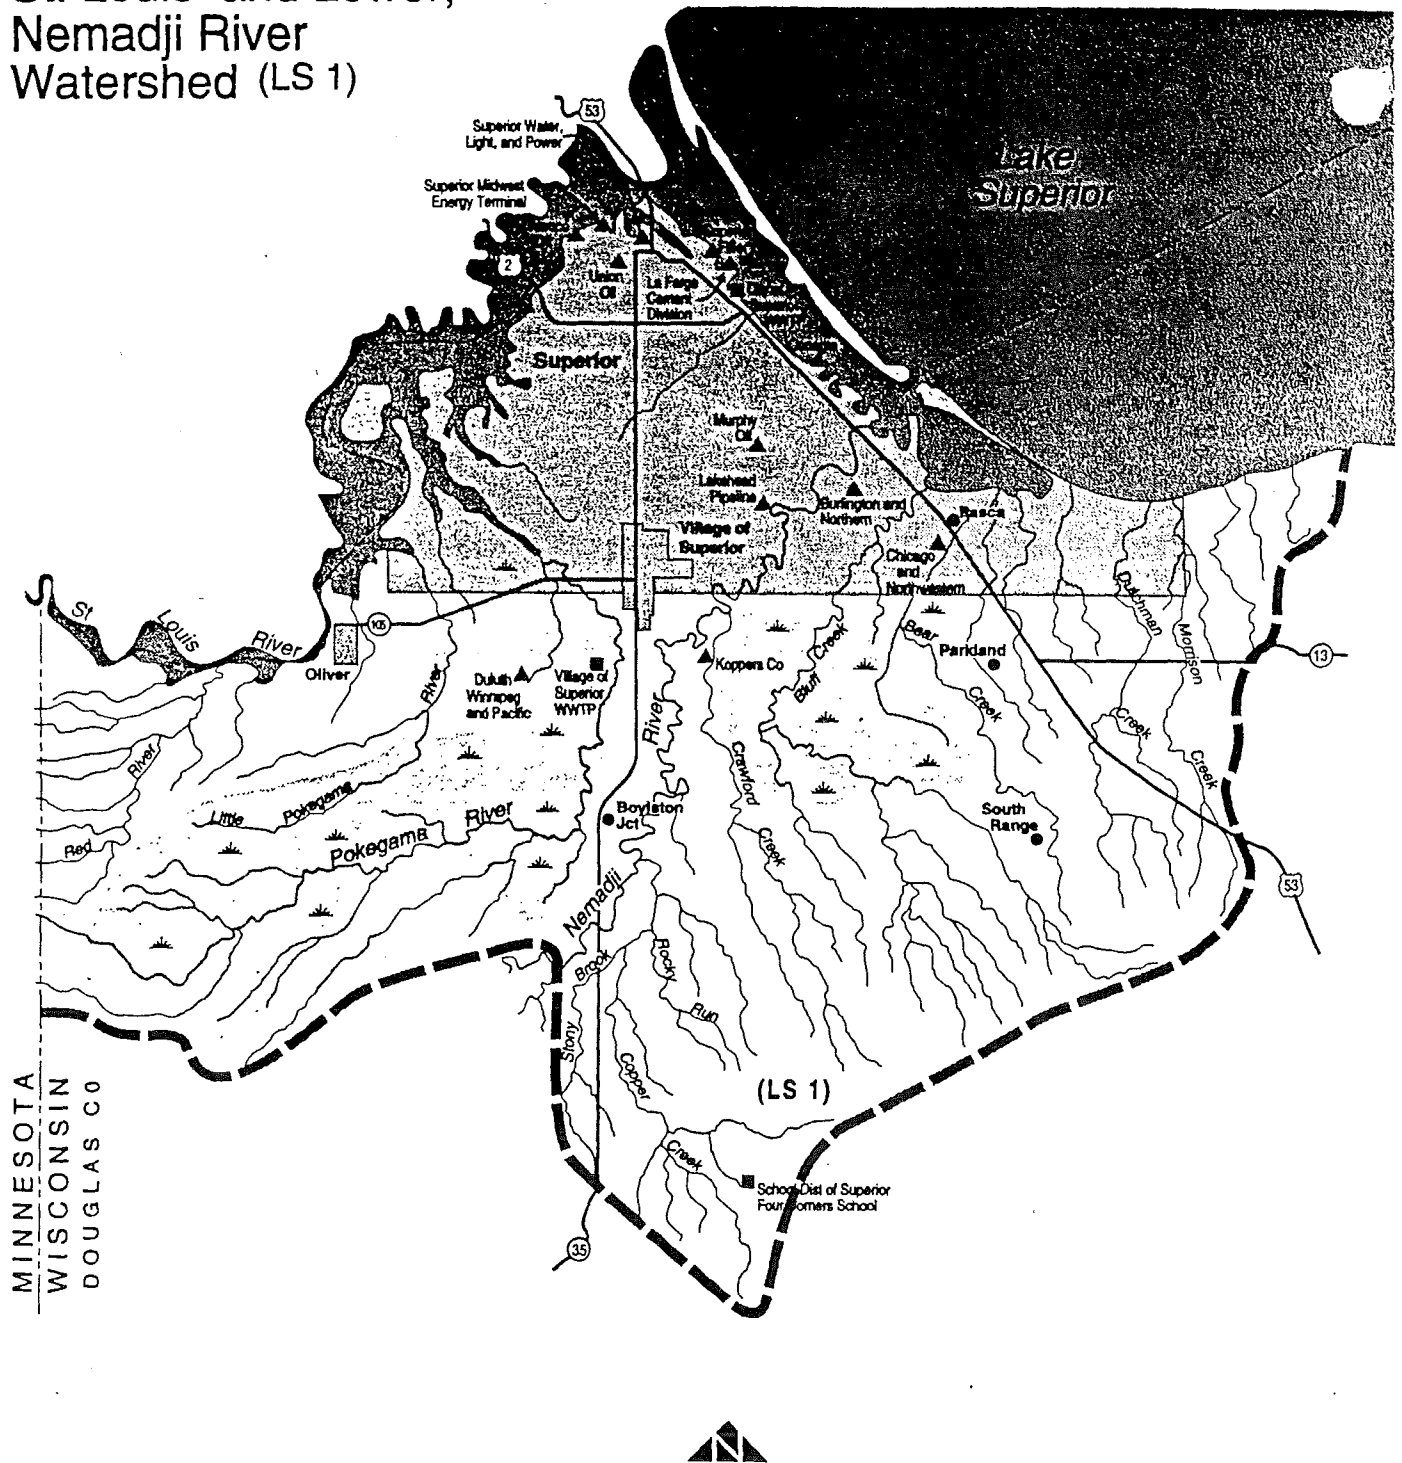 St. Louis and Lower,
Nemadji River
Watershed (LS 1)
53
Superior Water,
Light, and Power
Lake
Superior
Superior Midwest
Energy Terminal
2
Union
Oil
La Farge
Cement
Division
Superior
Murphy
Oil
Lakehead
Pipeline
Burlington and
Northern
Itasca
Village of
Superior
Chicago
and
Northwestern
St
Louis
River
105
Oliver
River
Duluth
Winnipeg
and Pacific
Village of
Superior
WWTP
River
Koppers Co
Bluff
Creek
Bear
Creek
Parkland
Dutchman
Creek
Morrison
Creek
13
River
Red
Little
Pokegama
Pokegama
River
Boylston
Jct
Crawford
Creek
South
Range
53
Nemadji
Brook
Stony
Rocky
Run
Copper
Creek
(LS 1)
School Dist of Superior
Four Corners School
35
MINNESOTA
WISCONSIN
DOUGLAS CO
N